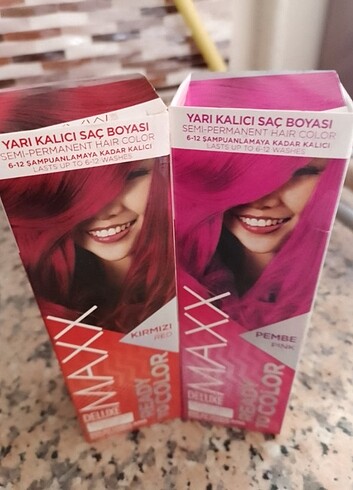 YARI KALICI SAÇ BOYASI
SEMI-PERMANENT HAIR COLOR
6-12 ŞAMPUANLAMAYA KADAR KALICI
LASTS UP TO 6-12 WASHES
KIRMIZI
RED
MAXX
DELUXE
READY
TO COLOR
YARI KALICI SAÇ BOYASI
SEMI-PERMANENT HAIR COLOR
6-12 ŞAMPUANLAMAYA KADAR KALICI
LASTS UP TO 6-12 WASHES
PEMBE
PINK
MAXX
DELUXE
READY
TO COLOR